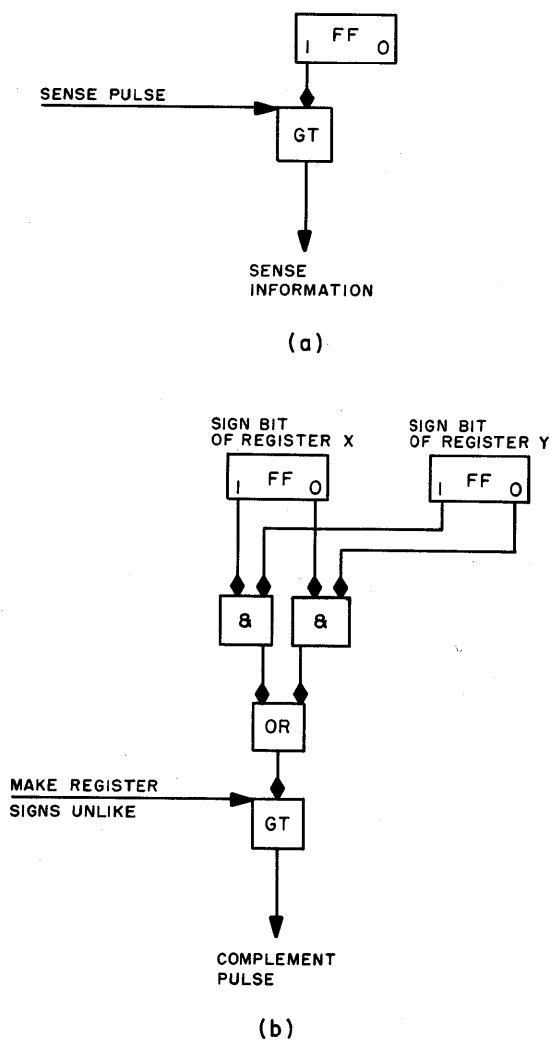 FF
1 0
SENSE PULSE
GT
SENSE
INFORMATION
(a)
SIGN BIT
OF REGISTER X
SIGN BIT
OF REGISTER Y
1 FF 0
1 FF 0
&
&
OR
MAKE REGISTER
SIGNS UNLIKE
GT
COMPLEMENT
PULSE
(b)